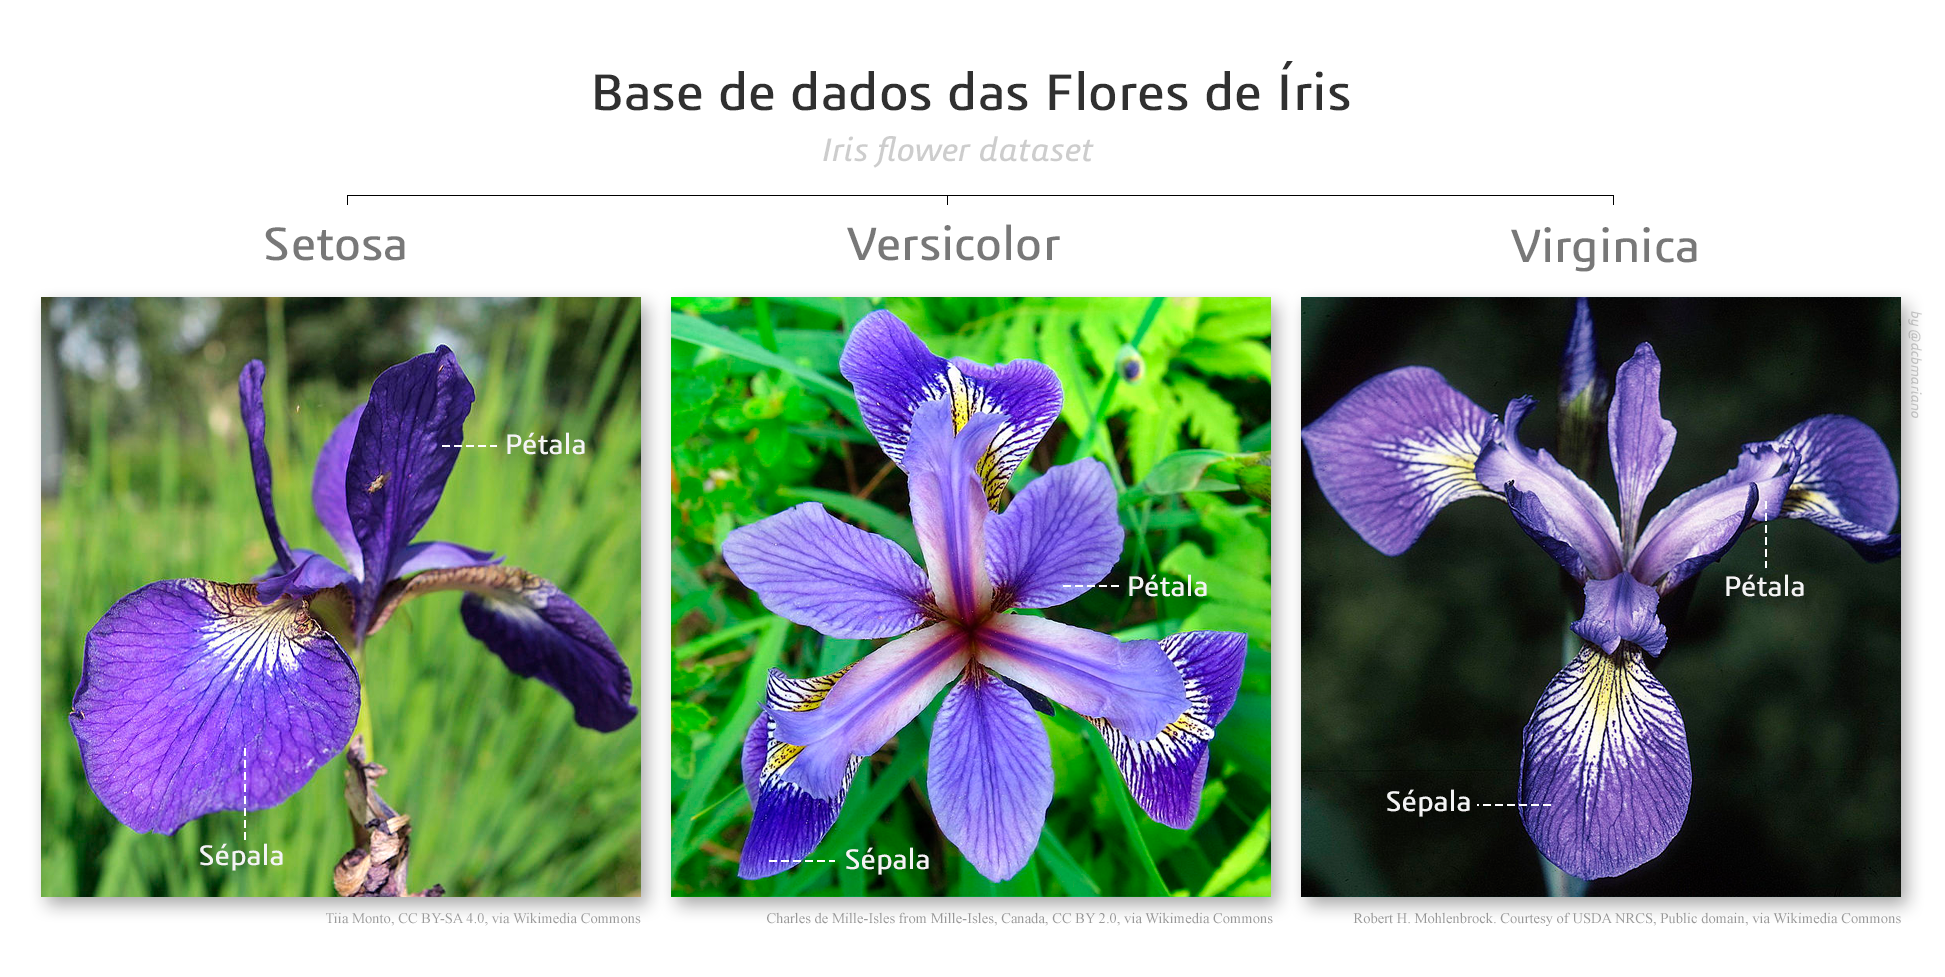 Base de dados das Flores de Íris
Iris flower dataset
Setosa
Versicolor
Virginica
Pétala
Sépala
Pétala
Sépala
Pétala
Sépala
by @dcbmariano
Tiia Monto, CC BY-SA 4.0, via Wikimedia Commons
Charles de Mille-Isles from Mille-Isles, Canada, CC BY 2.0, via Wikimedia Commons
Robert H. Mohlenbrock. Courtesy of USDA NRCS, Public domain, via Wikimedia Commons